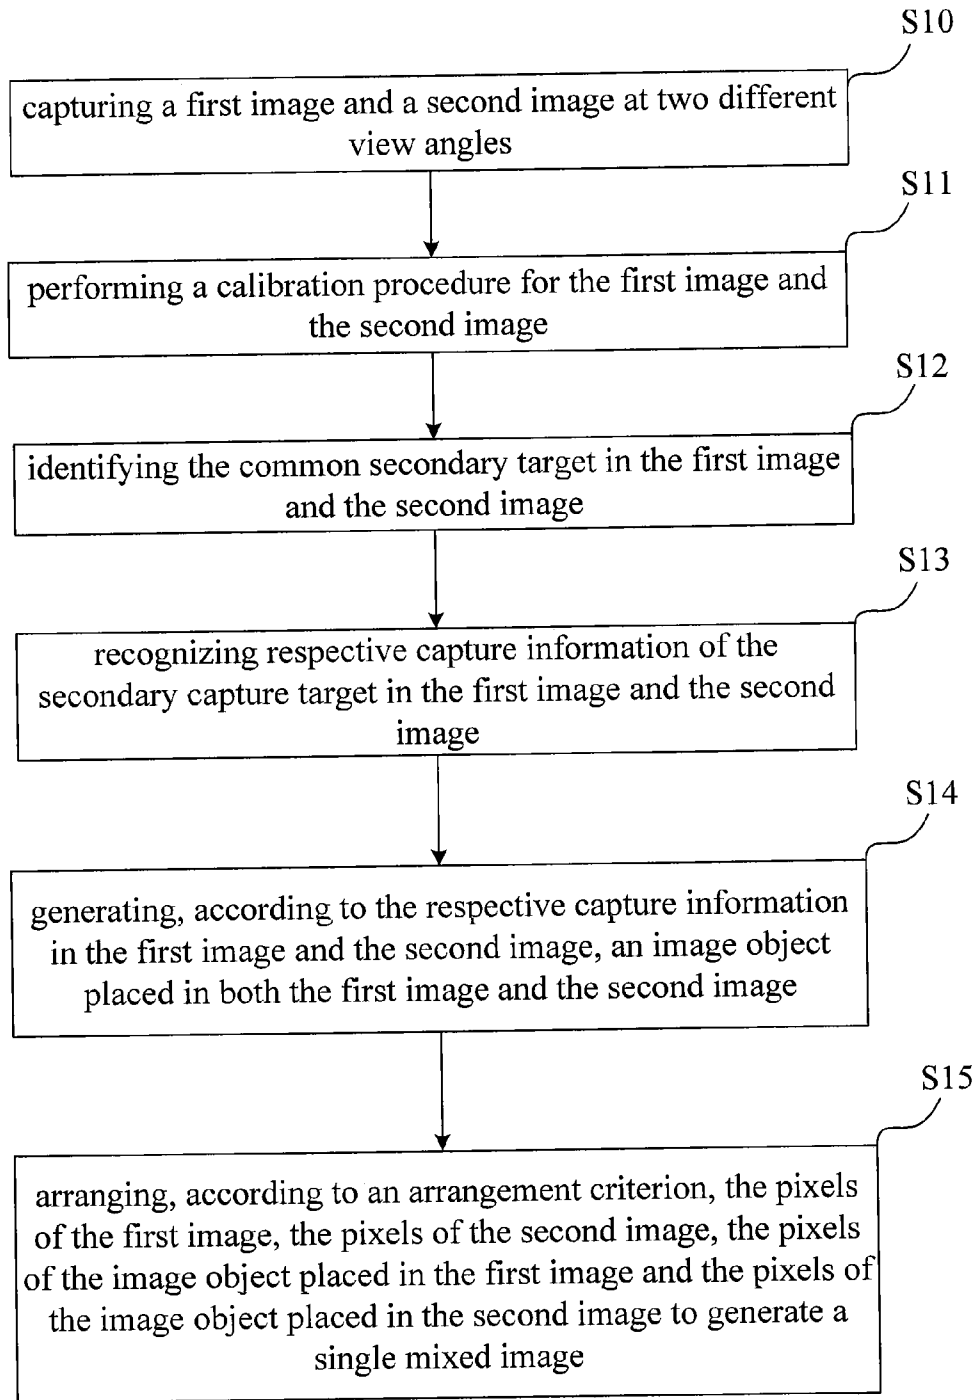 S10
capturing a first image and a second image at two different
view angles
S11
performing a calibration procedure for the first image and
the second image
S12
identifying the common secondary target in the first image
and the second image
S13
recognizing respective capture information of the
secondary capture target in the first image and the second
image
S14
generating, according to the respective capture information
in the first image and the second image, an image object
placed in both the first image and the second image
S15
arranging, according to an arrangement criterion, the pixels
of the first image, the pixels of the second image, the pixels
of the image object placed in the first image and the pixels of
the image object placed in the second image to generate a
single mixed image